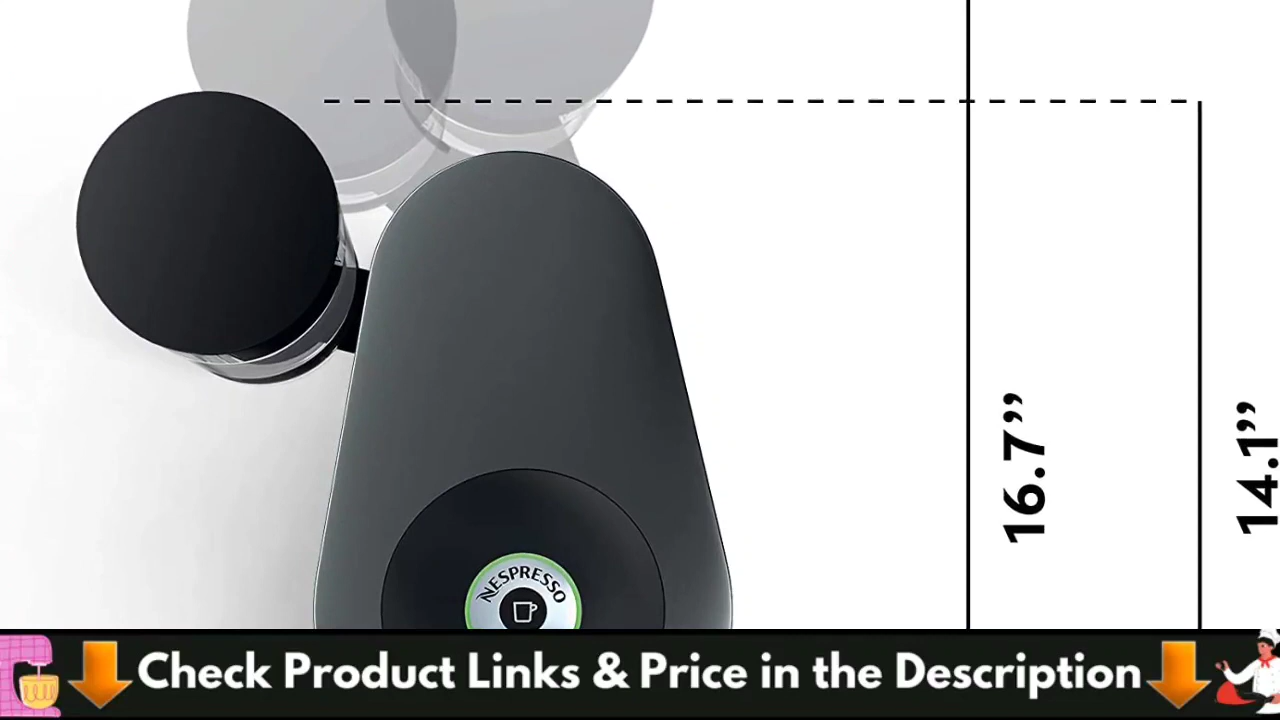 16.7’’
14.1’’
NESPRESSO
Check Product Links & Price in the Description